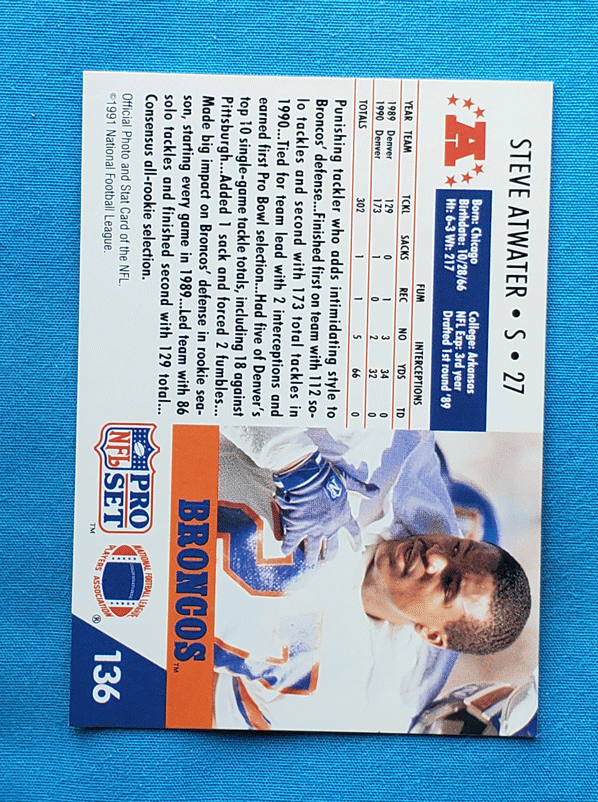 STEVE ATWATER • S • 27
A
Born: Chicago
Birthdate: 10/28/66
Ht: 6-3 Wt: 217
College: Arkansas
NFL Exp: 3rd year
Drafted 1st round '89
FUM INTERCEPTIONS
YEAR TEAM TCKL SACKS REC NO YDS TD
1989 Denver 129 0 1 3 34 0
1990 Denver 173 1 0 2 32 0
TOTALS 302 1 1 5 66 0
Punishing tackler who adds intimidating style to
Broncos' defense...Finished first on team with 112 so-
lo tackles and second with 173 total tackles in
1990...Tied for team lead with 2 interceptions and
earned first Pro Bowl selection...Had five of Denver's
top 10 single-game tackle totals, including 18 against
Pittsburgh...Added 1 sack and forced 2 fumbles...
Made big impact on Broncos' defense in rookie sea-
son, starting every game in 1989...Led team with 86
solo tackles and finished second with 129 total...
Consensus all-rookie selection.
Official Photo and Stat Card of the NFL.
©1991 National Football League.
BRONCOS™
PRO
NFL
SET™
NATIONAL FOOTBALL LEAGUE
PLAYERS ASSOCIATION®
136